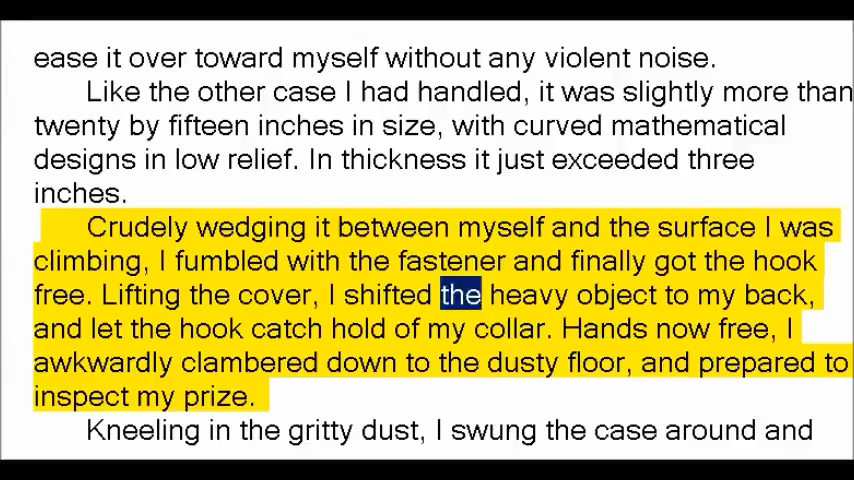 ease it over toward myself without any violent noise.
Like the other case I had handled, it was slightly more than
twenty by fifteen inches in size, with curved mathematical
designs in low relief. In thickness it just exceeded three
inches.
Crudely wedging it between myself and the surface I was
climbing, I fumbled with the fastener and finally got the hook
free. Lifting the cover, I shifted the heavy object to my back,
and let the hook catch hold of my collar. Hands now free, I
awkwardly clambered down to the dusty floor, and prepared to
inspect my prize.
Kneeling in the gritty dust, I swung the case around and